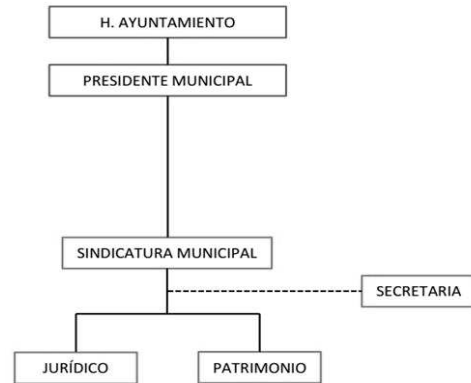 H. AYUNTAMIENTO
PRESIDENTE MUNICIPAL
SINDICATURA MUNICIPAL
SECRETARIA
JURÍDICO
PATRIMONIO